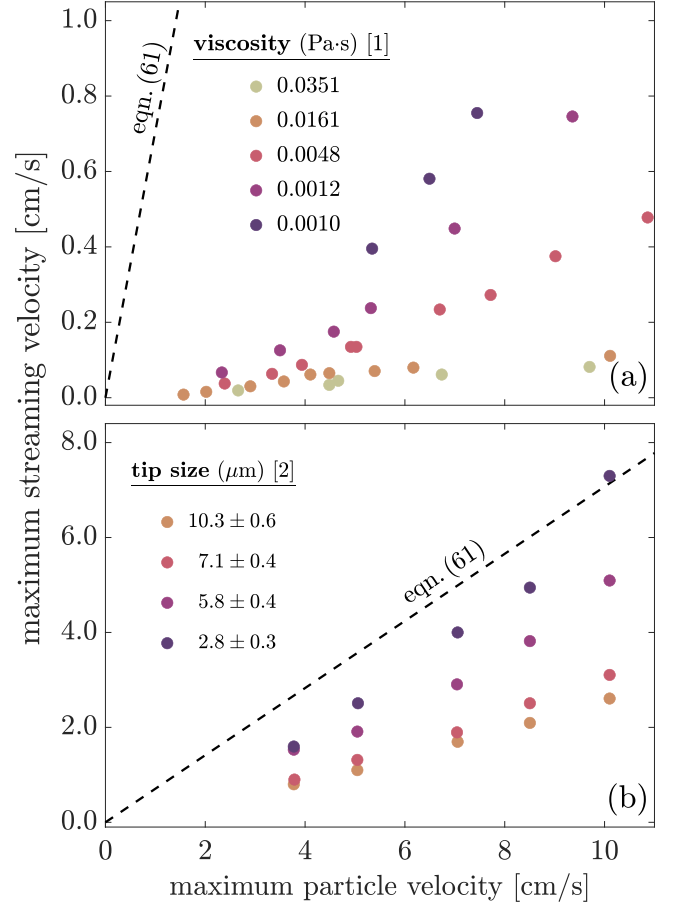 1.0
0.8
0.6
0.4
0.2
0.0
eqn. (61)
viscosity (Pa·s) [1]
0.0351
0.0161
0.0048
0.0012
0.0010
(a)
maximum streaming velocity [cm/s]
8.0
6.0
4.0
2.0
0.0
tip size (μm) [2]
10.3 ± 0.6
7.1 ± 0.4
5.8 ± 0.4
2.8 ± 0.3
eqn. (61)
(b)
0 2 4 6 8 10
maximum particle velocity [cm/s]